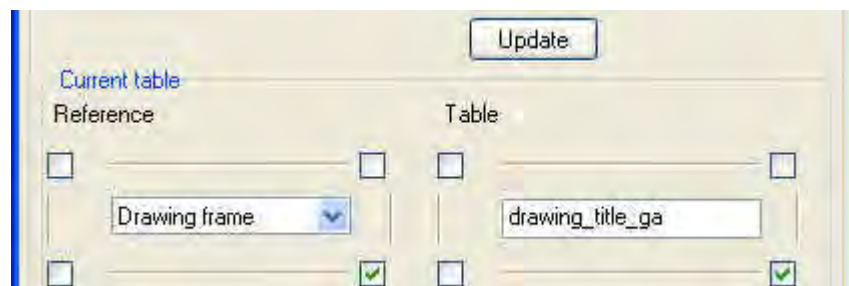 Update
Current table
Reference Table
Drawing frame drawing_title_ga